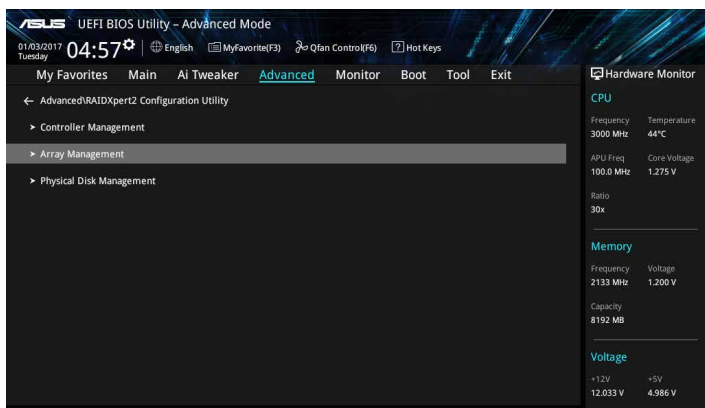 ASUS UEFI BIOS Utility – Advanced Mode
01/03/2017 Tuesday 04:57 English MyFavorite(F3) Qfan Control(F6) ? Hot Keys
My Favorites Main Ai Tweaker Advanced Monitor Boot Tool Exit
← Advanced\RAIDXpert2 Configuration Utility
> Controller Management
> Array Management
> Physical Disk Management
Hardware Monitor
CPU
Frequency Temperature
3000 MHz 44°C
APU Freq Core Voltage
100.0 MHz 1.275 V
Ratio
30x
Memory
Frequency Voltage
2133 MHz 1.200 V
Capacity
8192 MB
Voltage
+12V +5V
12.033 V 4.986 V